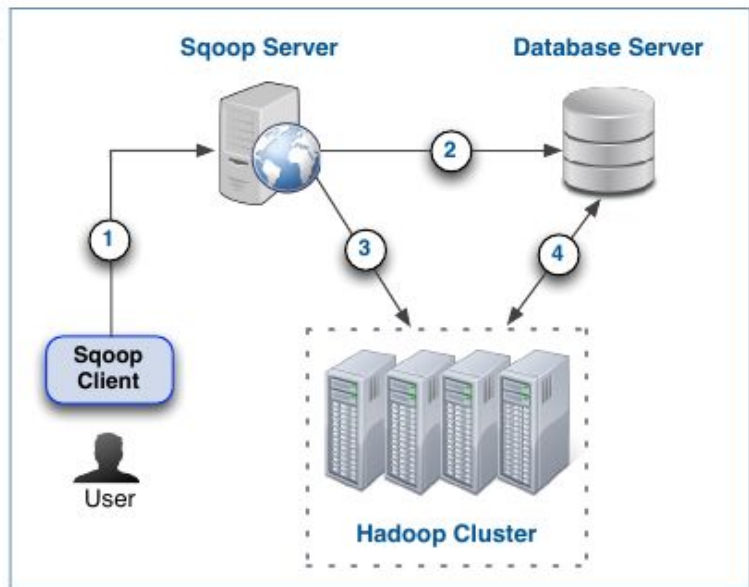 Sqoop Server
Database Server
2
1
3
4
Sqoop
Client
User
Hadoop Cluster